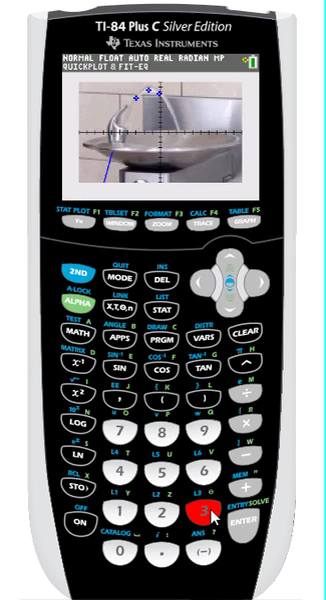 TI-84 Plus C Silver Edition
TEXAS INSTRUMENTS
NORMAL FLOAT AUTO REAL RADIAN MP
QUICKPLOT & FIT-EQ
STAT PLOT F1 TBLSET F2 FORMAT F3 CALC F4 TABLE F5
Y= WINDOW ZOOM TRACE GRAPH
QUIT INS
2ND MODE DEL
A-LOCK LINK LIST
ALPHA X,T,θ,n STAT
TEST A ANGLE B DRAW C DISTR
MATH APPS PRGM VARS CLEAR
MATRIX D SIN⁻¹ E COS⁻¹ F TAN⁻¹ G π H
x⁻¹ SIN COS TAN ^
√ I EE J { K } L e M
x² , ( ) ÷
10ˣ N u O v P w Q [ R
LOG 7 8 9 ×
eˣ S L4 T L5 U L6 V ] W
LN 4 5 6 −
RCL X L1 Y L2 Z L3 θ MEM "
STO› 1 2 3 +
OFF CATALOG ⎵ i : ANS ? ENTRY SOLVE
ON 0 . (−) ENTER